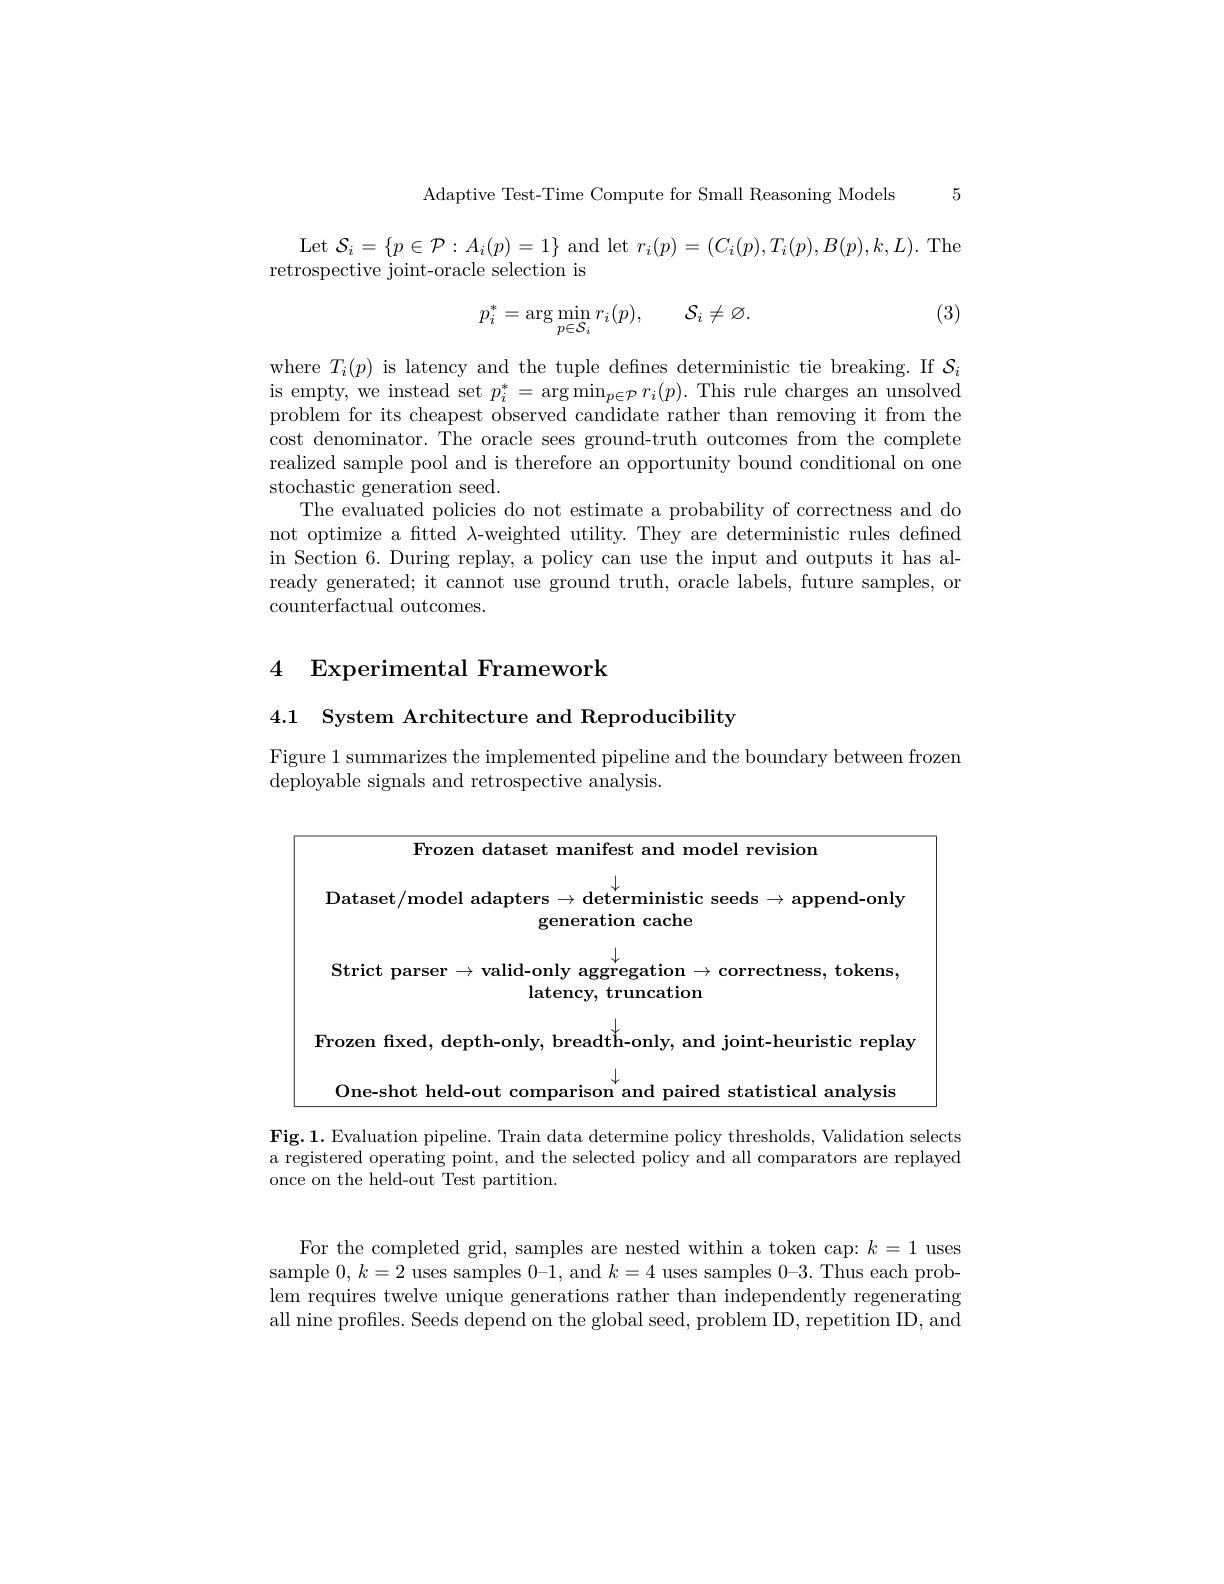 Adaptive Test-Time Compute for Small Reasoning Models 5
Let 𝒮ᵢ = {p ∈ 𝒫 : Aᵢ(p) = 1} and let rᵢ(p) = (Cᵢ(p), Tᵢ(p), B(p), k, L). The
retrospective joint-oracle selection is
pᵢ* = arg min_{p∈𝒮ᵢ} rᵢ(p), 𝒮ᵢ ≠ ∅. (3)
where Tᵢ(p) is latency and the tuple defines deterministic tie breaking. If 𝒮ᵢ
is empty, we instead set pᵢ* = arg min_{p∈𝒫} rᵢ(p). This rule charges an unsolved
problem for its cheapest observed candidate rather than removing it from the
cost denominator. The oracle sees ground-truth outcomes from the complete
realized sample pool and is therefore an opportunity bound conditional on one
stochastic generation seed.
The evaluated policies do not estimate a probability of correctness and do
not optimize a fitted λ-weighted utility. They are deterministic rules defined
in Section 6. During replay, a policy can use the input and outputs it has al-
ready generated; it cannot use ground truth, oracle labels, future samples, or
counterfactual outcomes.
4 Experimental Framework
4.1 System Architecture and Reproducibility
Figure 1 summarizes the implemented pipeline and the boundary between frozen
deployable signals and retrospective analysis.
Frozen dataset manifest and model revision
↓
Dataset/model adapters → deterministic seeds → append-only
generation cache
↓
Strict parser → valid-only aggregation → correctness, tokens,
latency, truncation
↓
Frozen fixed, depth-only, breadth-only, and joint-heuristic replay
↓
One-shot held-out comparison and paired statistical analysis
Fig. 1. Evaluation pipeline. Train data determine policy thresholds, Validation selects
a registered operating point, and the selected policy and all comparators are replayed
once on the held-out Test partition.
For the completed grid, samples are nested within a token cap: k = 1 uses
sample 0, k = 2 uses samples 0–1, and k = 4 uses samples 0–3. Thus each prob-
lem requires twelve unique generations rather than independently regenerating
all nine profiles. Seeds depend on the global seed, problem ID, repetition ID, and